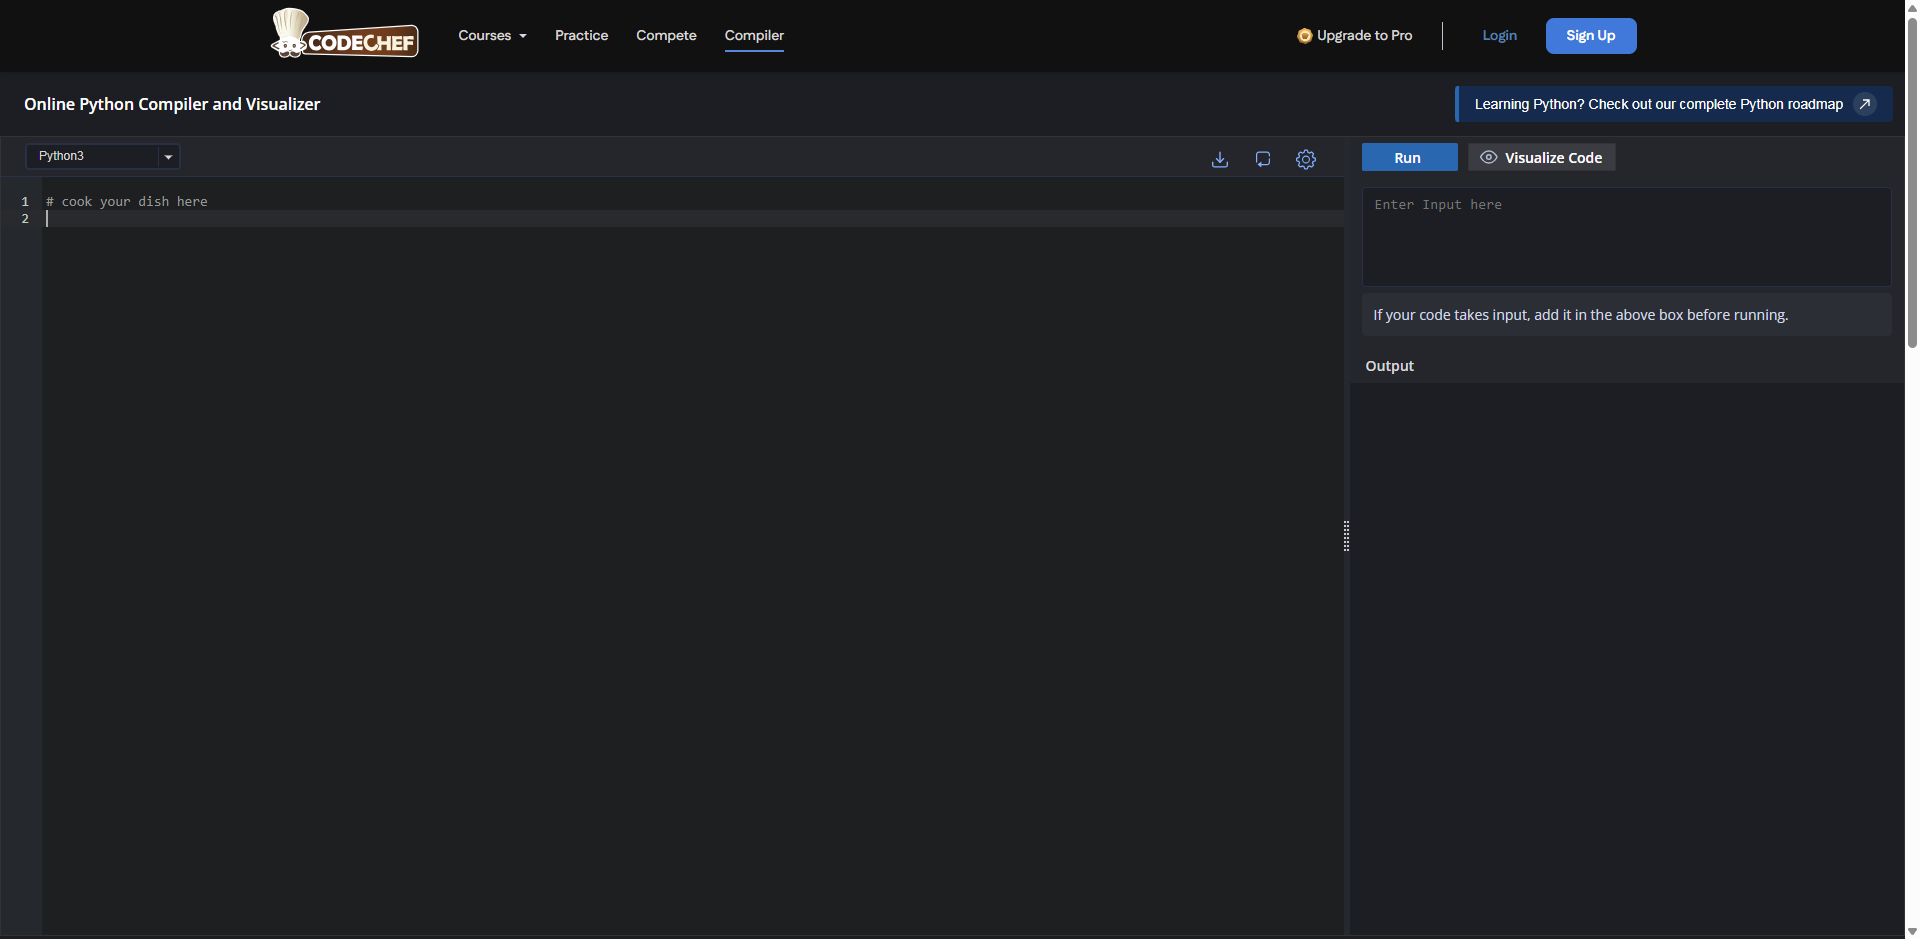 CODECHEF Courses Practice Compete Compiler Upgrade to Pro Login Sign Up
Online Python Compiler and Visualizer Learning Python? Check out our complete Python roadmap
Python3 Run Visualize Code
1 # cook your dish here
2
Enter Input here
If your code takes input, add it in the above box before running.
Output